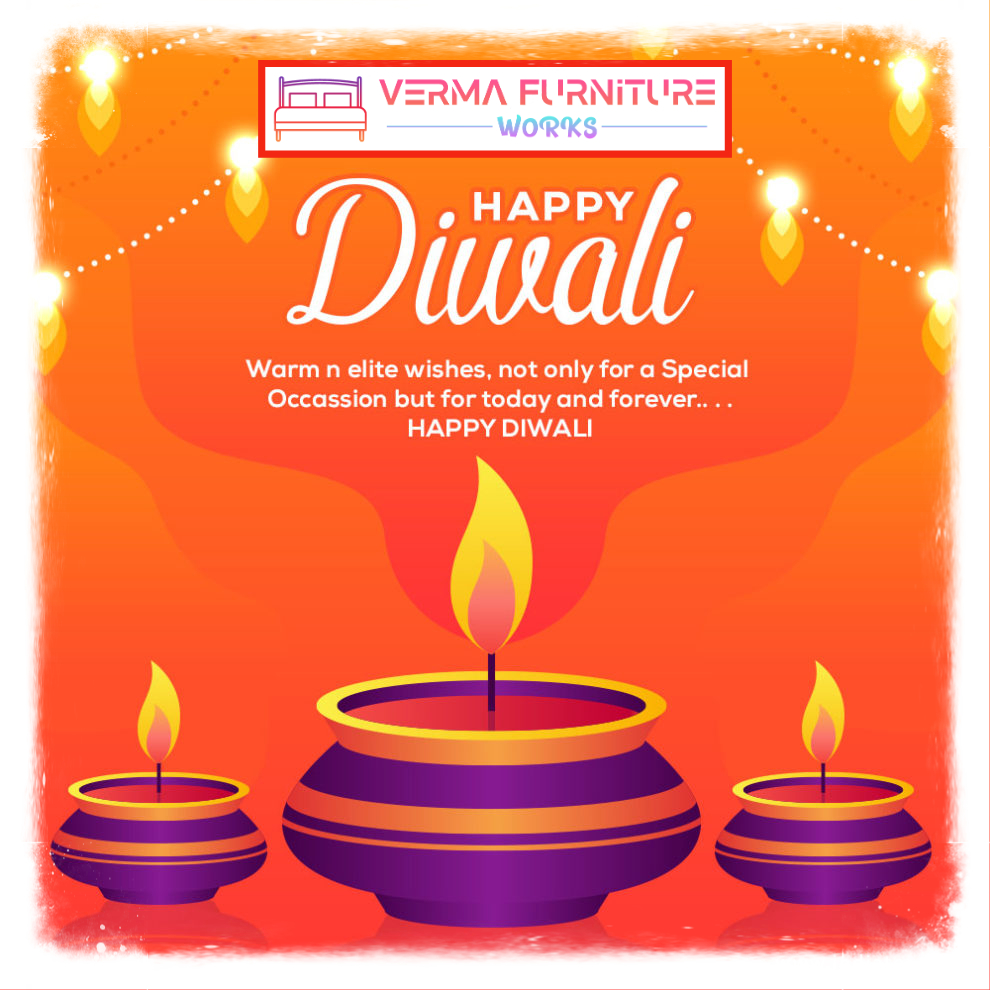 VERMA FURNITURE
WORKS
HAPPY
Diwali
Warm n elite wishes, not only for a Special
Occassion but for today and forever.. . .
HAPPY DIWALI